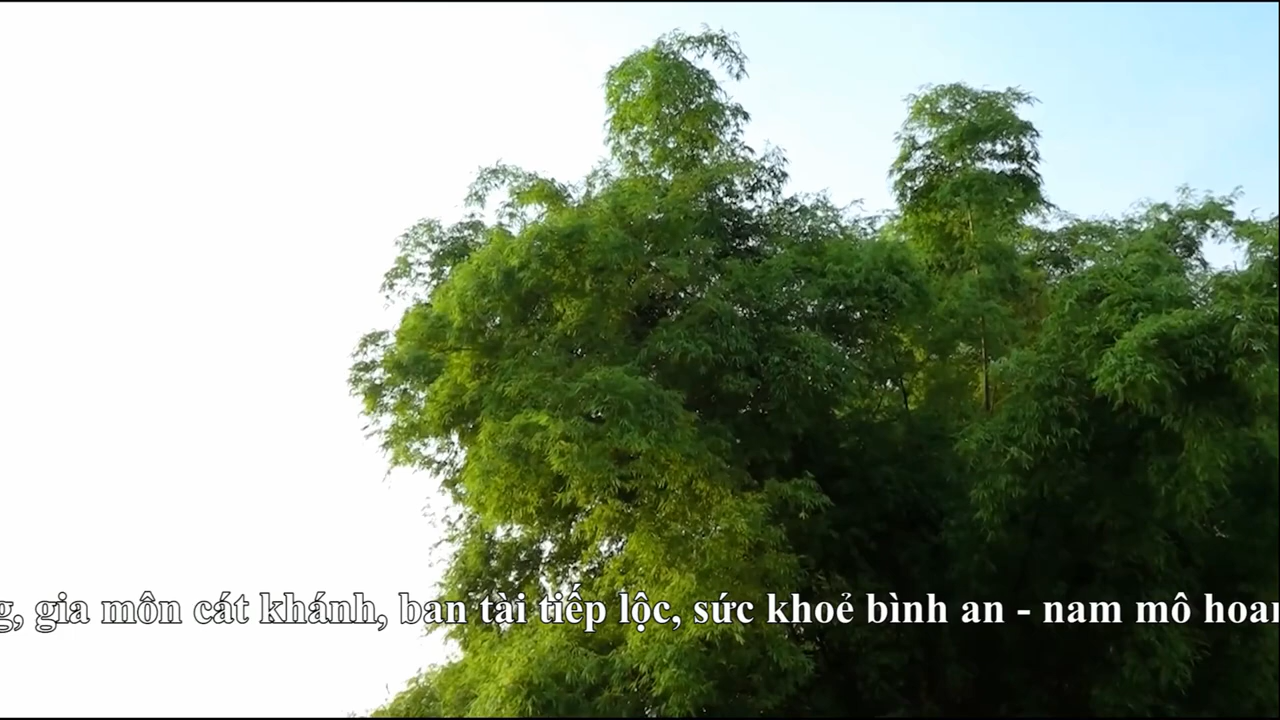 gia môn cát khánh, ban tài tiếp lộc, sức khoẻ bình an - nam mô